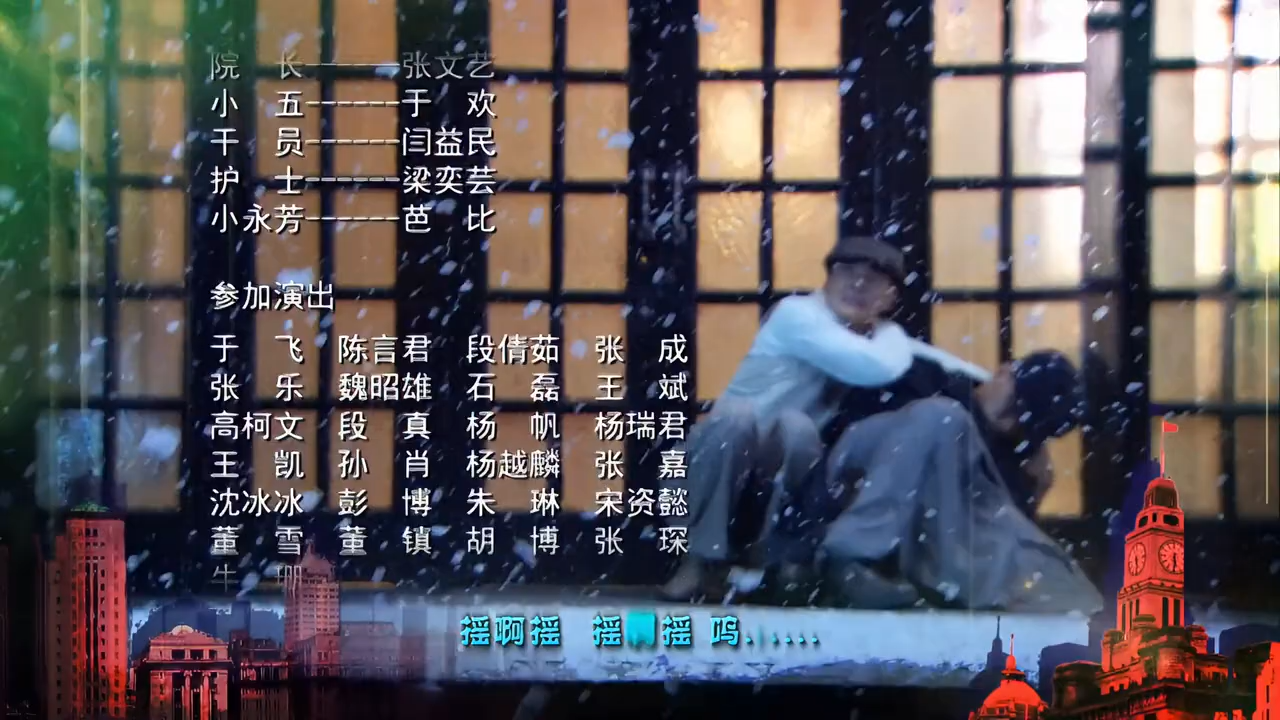 院 长------张文艺
小 五------于 欢
干 员------闫益民
护 士------梁奕芸
小永芳------芭 比
参加演出
于 飞 陈言君 段倩茹 张 成
张 乐 魏昭雄 石 磊 王 斌
高柯文 段 真 杨 帆 杨瑞君
王 凯 孙 肖 杨越麟 张 嘉
沈冰冰 彭 博 朱 琳 宋资懿
董 雪 董 镇 胡 博 张 琛
摇啊摇 摇 摇 呜......